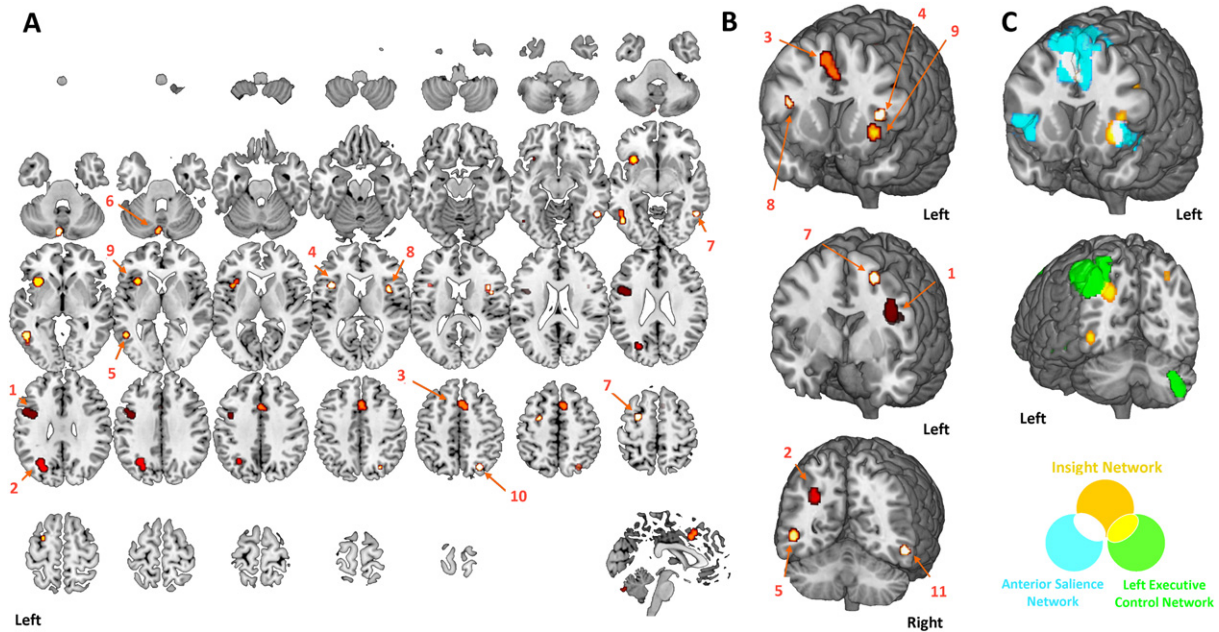 A
B
C
3
4
9
8
Left
Left
6
7
7
1
9
4
8
5
Left
Left
1
3
7
2
10
2
5
11
Insight Network
Anterior Salience
Network
Left Executive
Control Network
Left
Right